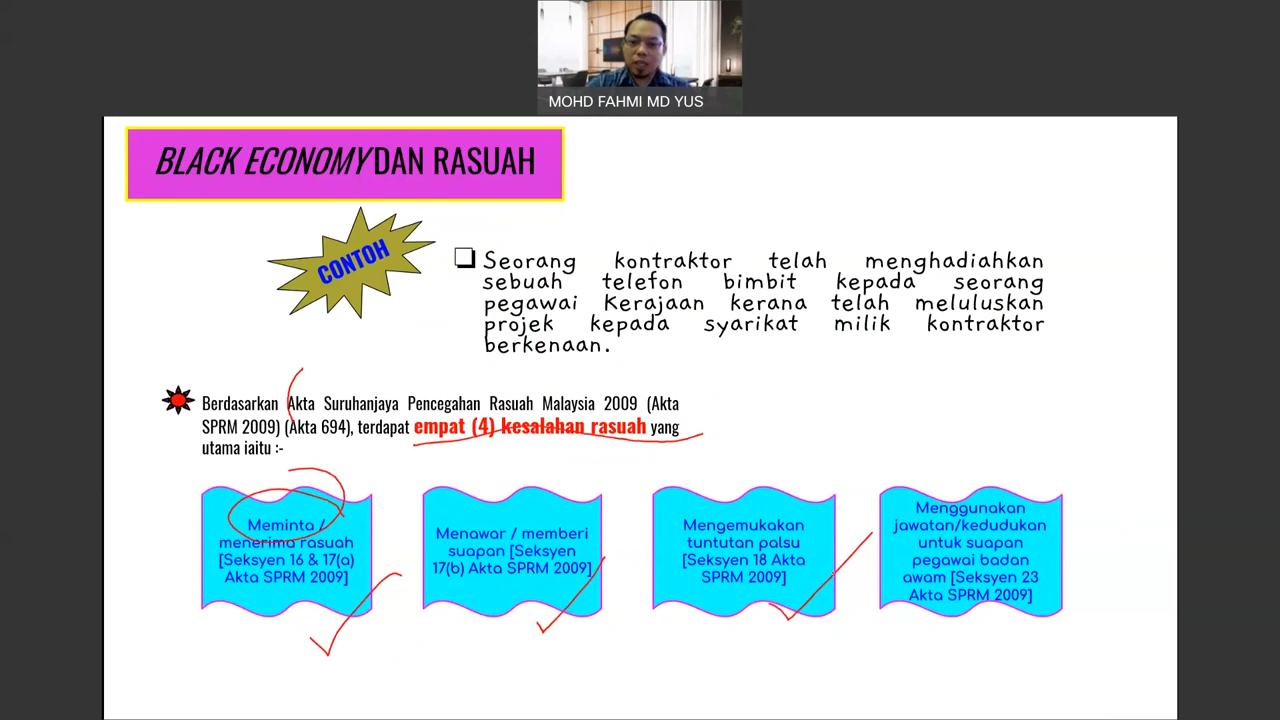 MOHD FAHMI MD YUS
BLACK ECONOMY DAN RASUAH
CONTOH
Seorang kontraktor telah menghadiahkan
sebuah telefon bimbit kepada seorang
pegawai Kerajaan kerana telah meluluskan
projek kepada syarikat milik kontraktor
berkenaan.
Berdasarkan Akta Suruhanjaya Pencegahan Rasuah Malaysia 2009 (Akta
SPRM 2009) (Akta 694), terdapat empat (4) kesalahan rasuah yang
utama iaitu :-
Meminta /
menerima rasuah
[Seksyen 16 & 17(a)
Akta SPRM 2009]
Menawar / memberi
suapan [Seksyen
17(b) Akta SPRM 2009]
Mengemukakan
tuntutan palsu
[Seksyen 18 Akta
SPRM 2009]
Menggunakan
jawatan/kedudukan
untuk suapan
pegawai badan
awam [Seksyen 23
Akta SPRM 2009]